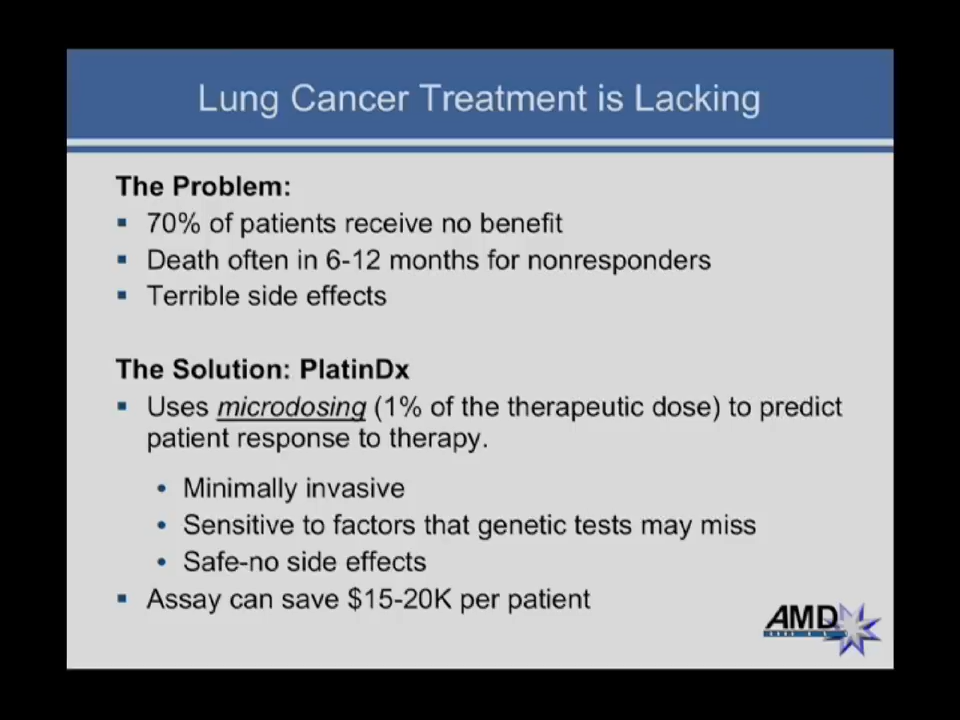 Lung Cancer Treatment is Lacking
The Problem:
▪ 70% of patients receive no benefit
▪ Death often in 6-12 months for nonresponders
▪ Terrible side effects
The Solution: PlatinDx
▪ Uses microdosing (1% of the therapeutic dose) to predict
patient response to therapy.
• Minimally invasive
• Sensitive to factors that genetic tests may miss
• Safe-no side effects
▪ Assay can save $15-20K per patient
AMD